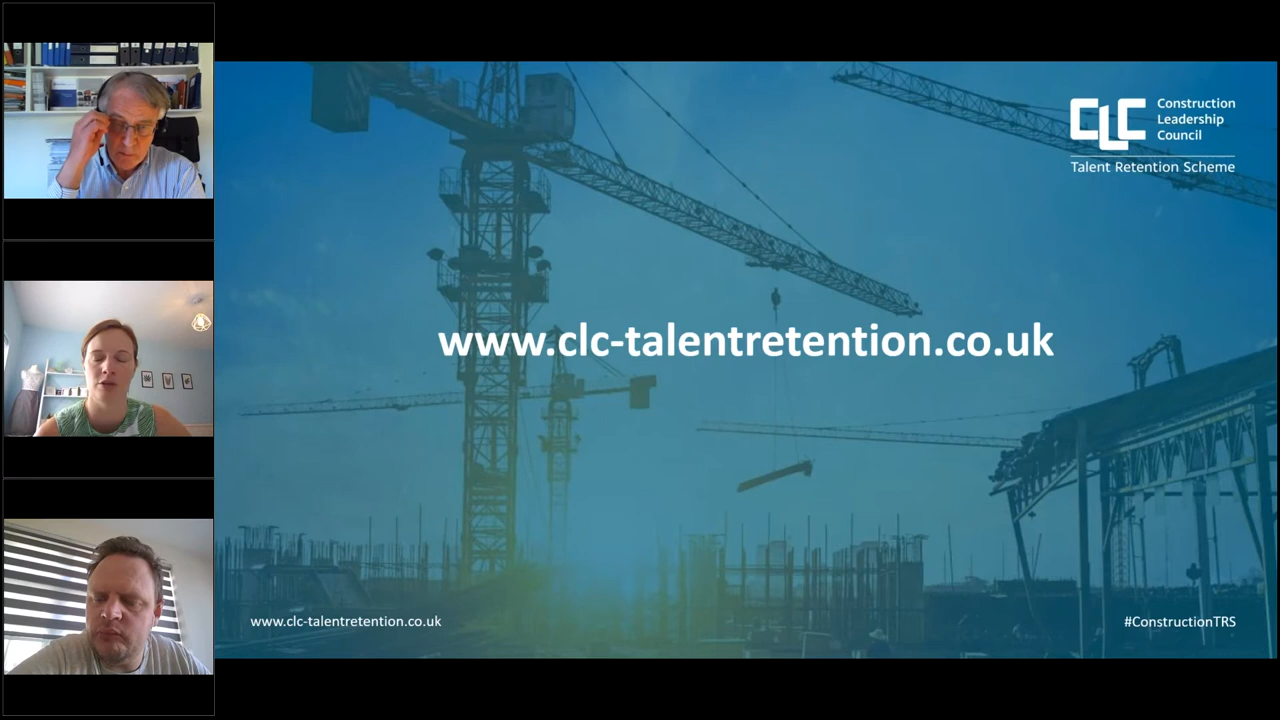 CLC
Construction
Leadership
Council
Talent Retention Scheme
www.clc-talentretention.co.uk
www.clc-talentretention.co.uk
#ConstructionTRS